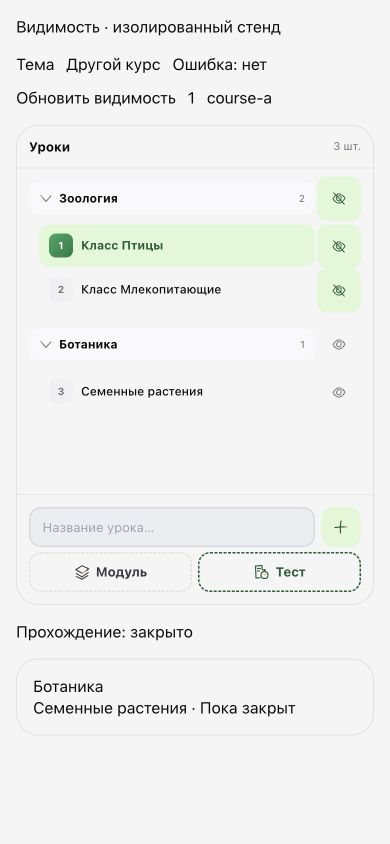 Видимость · изолированный стенд
Тема Другой курс Ошибка: нет
Обновить видимость 1 course-a
Уроки 3 шт.
Зоология 2
1 Класс Птицы
2 Класс Млекопитающие
Ботаника 1
3 Семенные растения
Название урока...
Модуль Тест
Прохождение: закрыто
Ботаника
Семенные растения · Пока закрыт